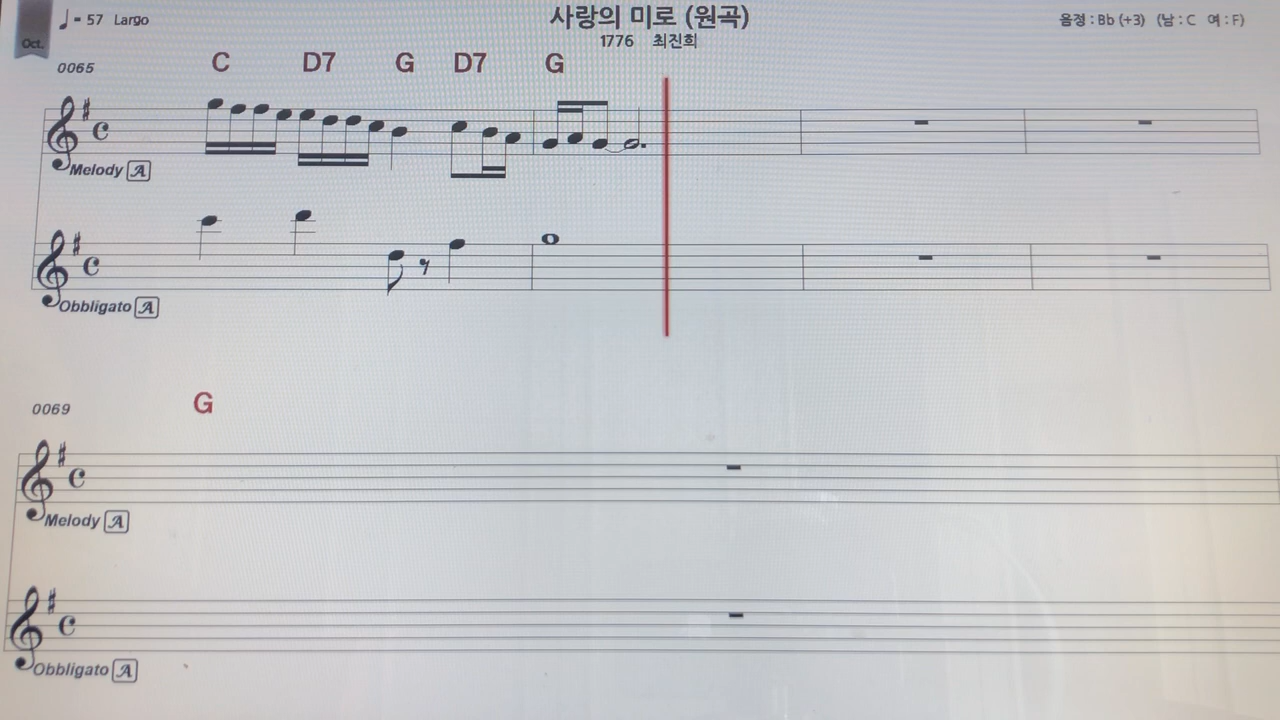 ♩= 57 Largo
사랑의 미로 (원곡)
음정 : Bb (+3) (남 : C 여 : F)
Oct.
1776 최진희
0065
C D7 G D7 G
Melody A
Obbligato A
0069
G
Melody A
Obbligato A